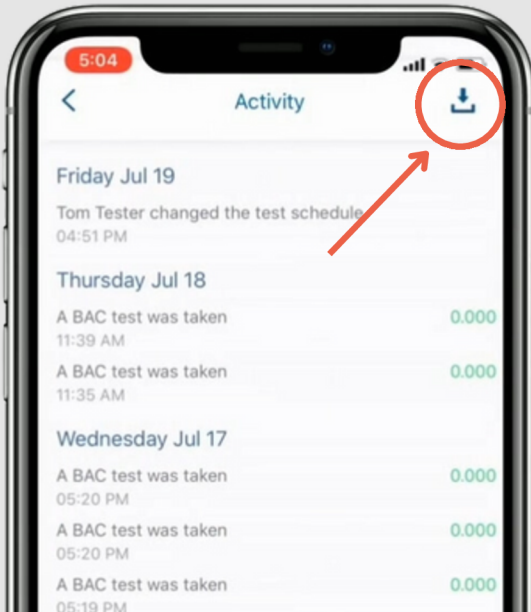 5:04
Activity
Friday Jul 19
Tom Tester changed the test schedule
04:51 PM
Thursday Jul 18
A BAC test was taken 0.000
11:39 AM
A BAC test was taken 0.000
11:35 AM
Wednesday Jul 17
A BAC test was taken 0.000
05:20 PM
A BAC test was taken 0.000
05:20 PM
A BAC test was taken 0.000
05:19 PM